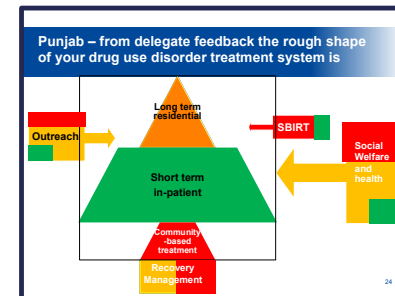 Punjab – from delegate feedback the rough shape
of your drug use disorder treatment system is
Long term
residential
Outreach
SBIRT
Social
Welfare
and
health
Short term
in-patient
Community
-based
treatment
Recovery
Management
24